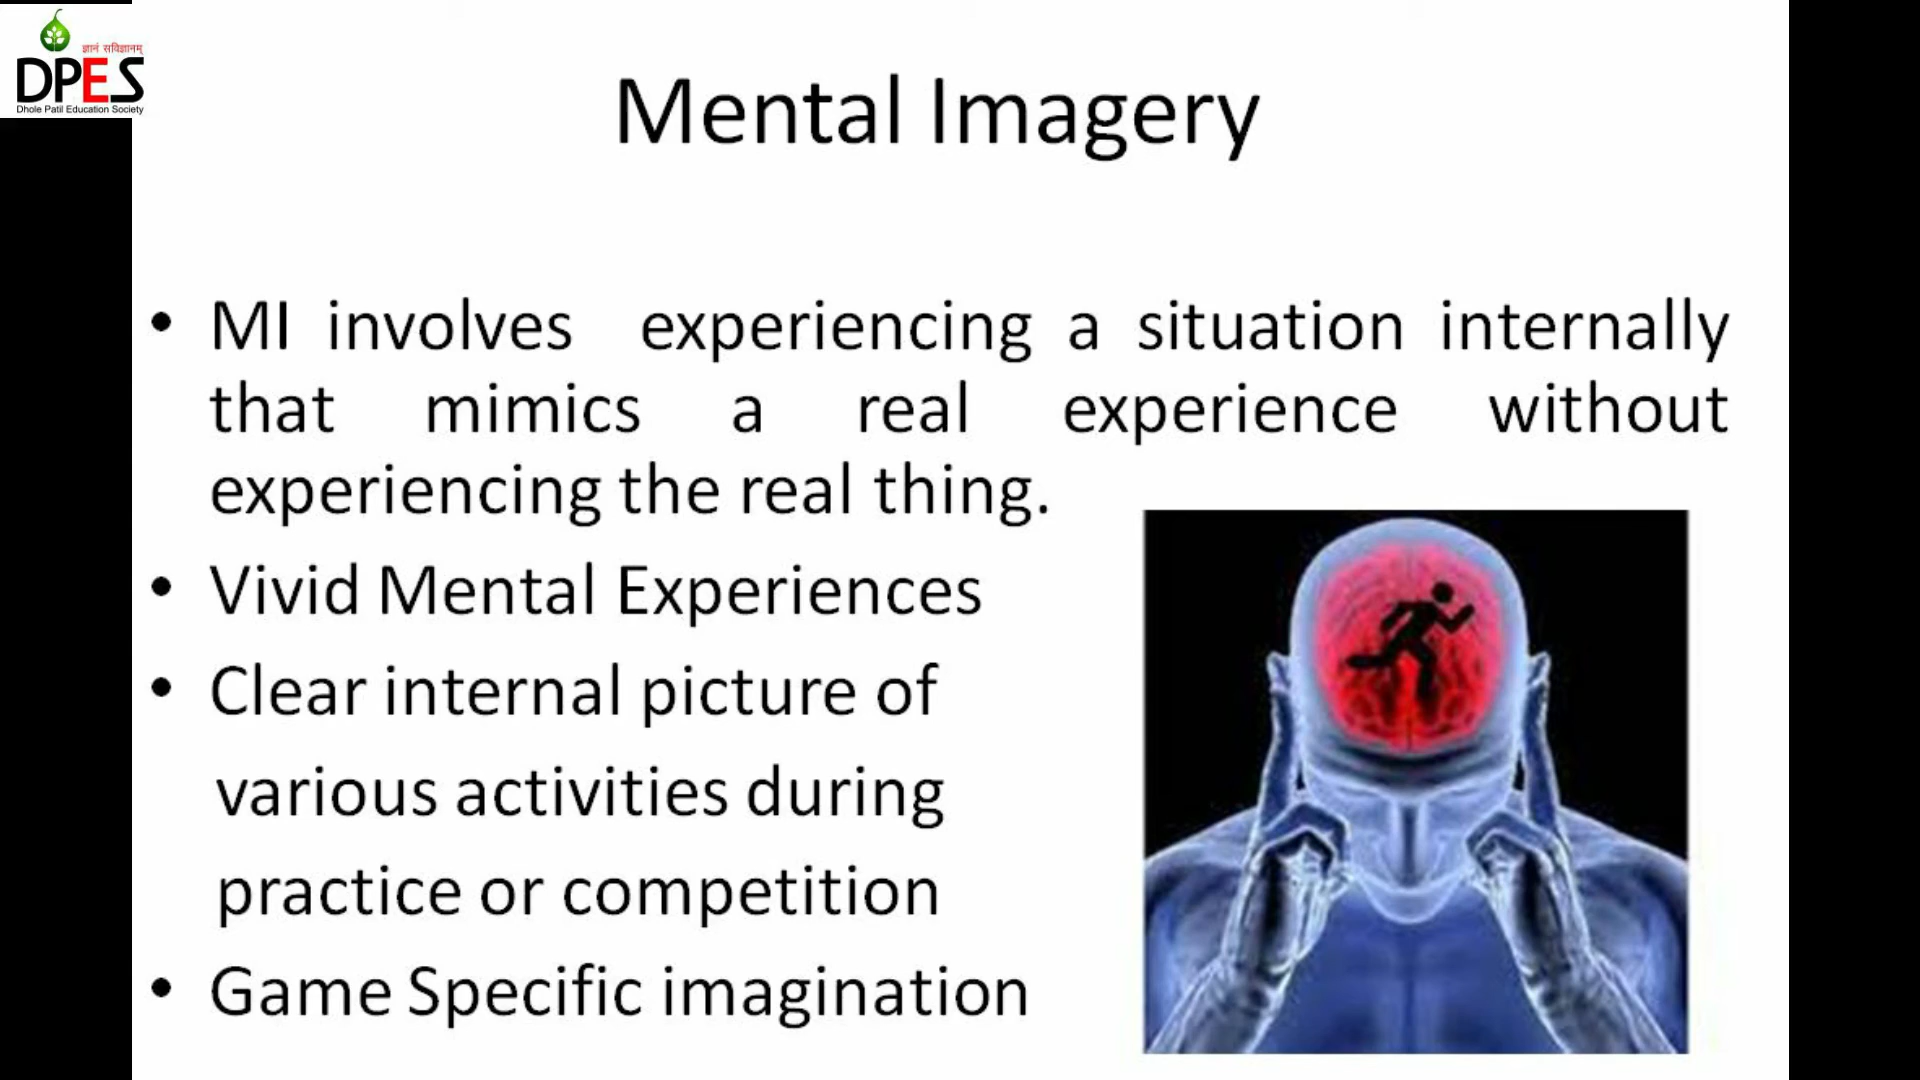 ज्ञानं सविज्ञानम्
DPES
Dhole Patil Education Society
Mental Imagery
• MI involves experiencing a situation internally
that mimics a real experience without
experiencing the real thing.
• Vivid Mental Experiences
• Clear internal picture of
various activities during
practice or competition
• Game Specific imagination